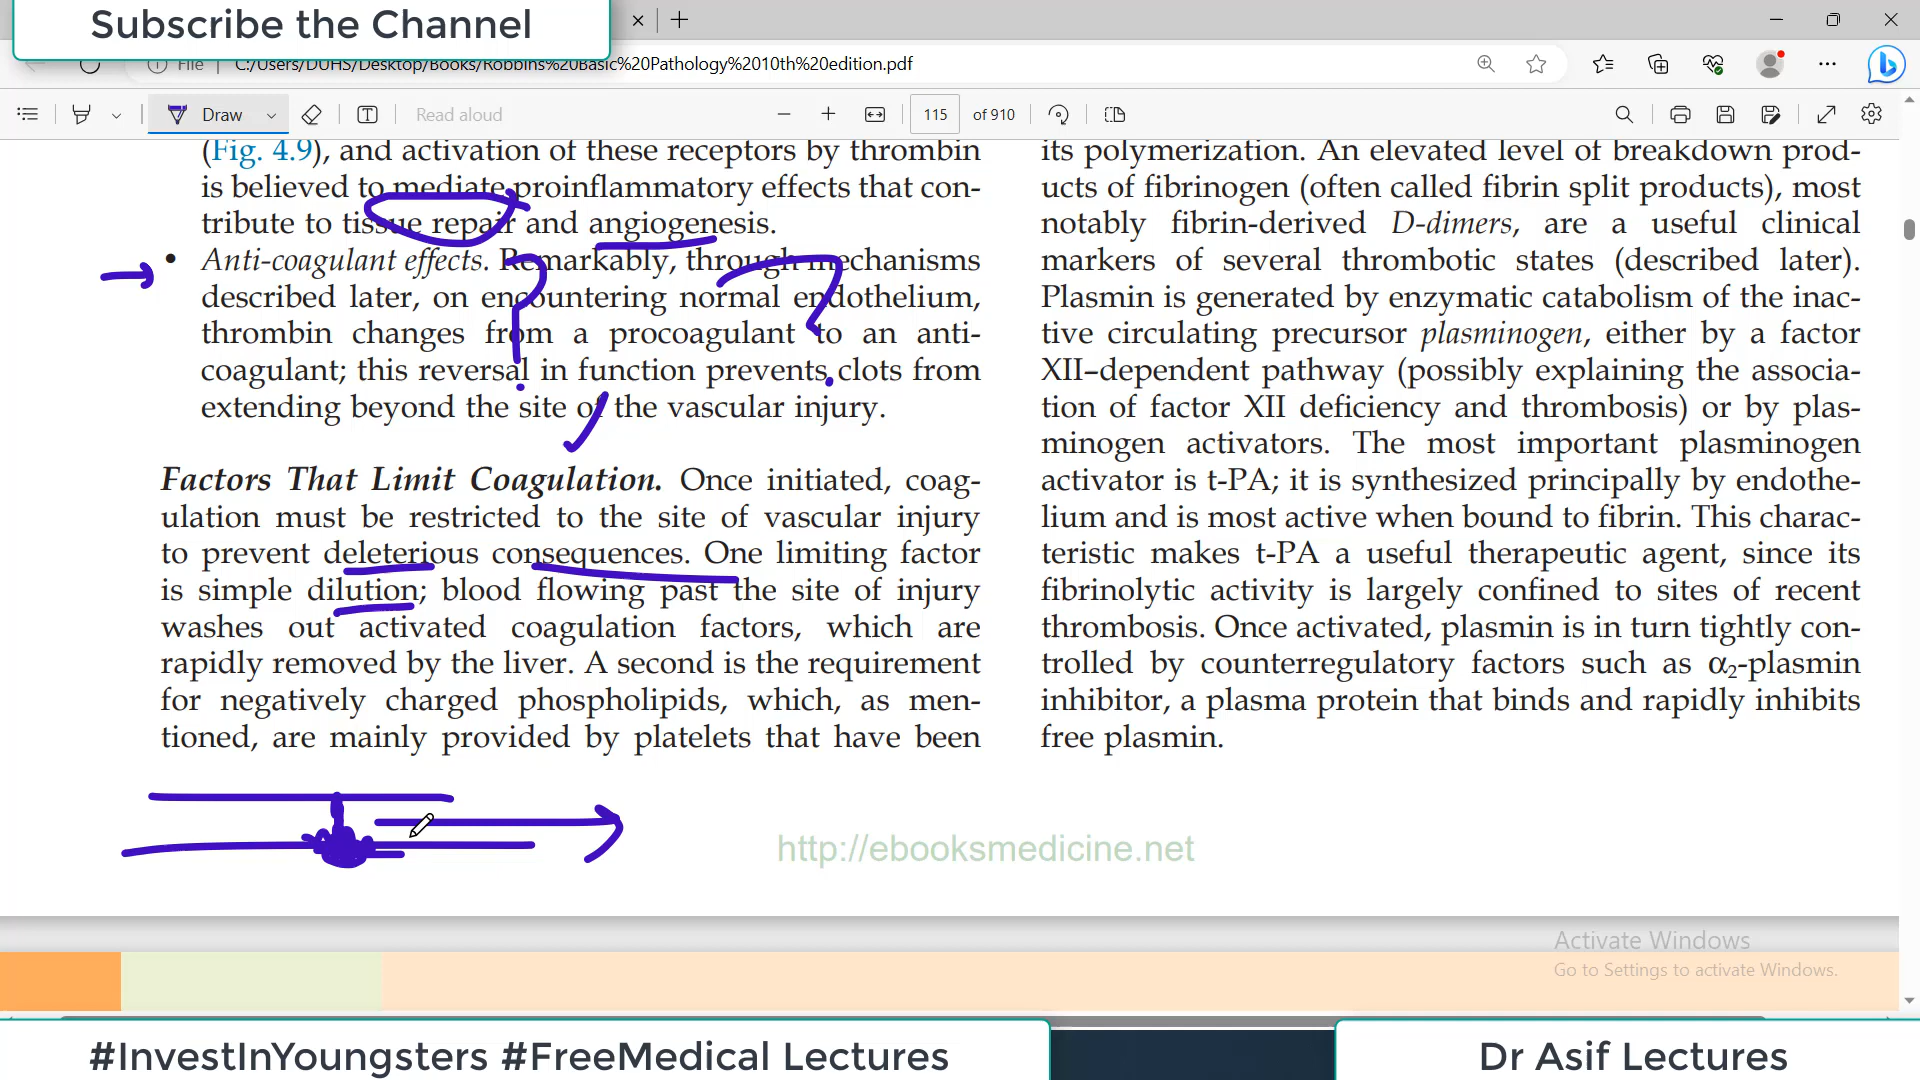 Subscribe the Channel
File
C:/Users/DUHS/Desktop/Books/Robbins%20Basic%20Pathology%2010th%20edition.pdf
Draw
Read aloud
115 of 910
(Fig. 4.9), and activation of these receptors by thrombin
is believed to mediate proinflammatory effects that con-
tribute to tissue repair and angiogenesis.
• Anti-coagulant effects. Remarkably, through mechanisms
described later, on encountering normal endothelium,
thrombin changes from a procoagulant to an anti-
coagulant; this reversal in function prevents clots from
extending beyond the site of the vascular injury.
Factors That Limit Coagulation. Once initiated, coag-
ulation must be restricted to the site of vascular injury
to prevent deleterious consequences. One limiting factor
is simple dilution; blood flowing past the site of injury
washes out activated coagulation factors, which are
rapidly removed by the liver. A second is the requirement
for negatively charged phospholipids, which, as men-
tioned, are mainly provided by platelets that have been
its polymerization. An elevated level of breakdown prod-
ucts of fibrinogen (often called fibrin split products), most
notably fibrin-derived D-dimers, are a useful clinical
markers of several thrombotic states (described later).
Plasmin is generated by enzymatic catabolism of the inac-
tive circulating precursor plasminogen, either by a factor
XII–dependent pathway (possibly explaining the associa-
tion of factor XII deficiency and thrombosis) or by plas-
minogen activators. The most important plasminogen
activator is t-PA; it is synthesized principally by endothe-
lium and is most active when bound to fibrin. This charac-
teristic makes t-PA a useful therapeutic agent, since its
fibrinolytic activity is largely confined to sites of recent
thrombosis. Once activated, plasmin is in turn tightly con-
trolled by counterregulatory factors such as α2-plasmin
inhibitor, a plasma protein that binds and rapidly inhibits
free plasmin.
http://ebooksmedicine.net
Activate Windows
Go to Settings to activate Windows.
#InvestInYoungsters #FreeMedical Lectures
Dr Asif Lectures